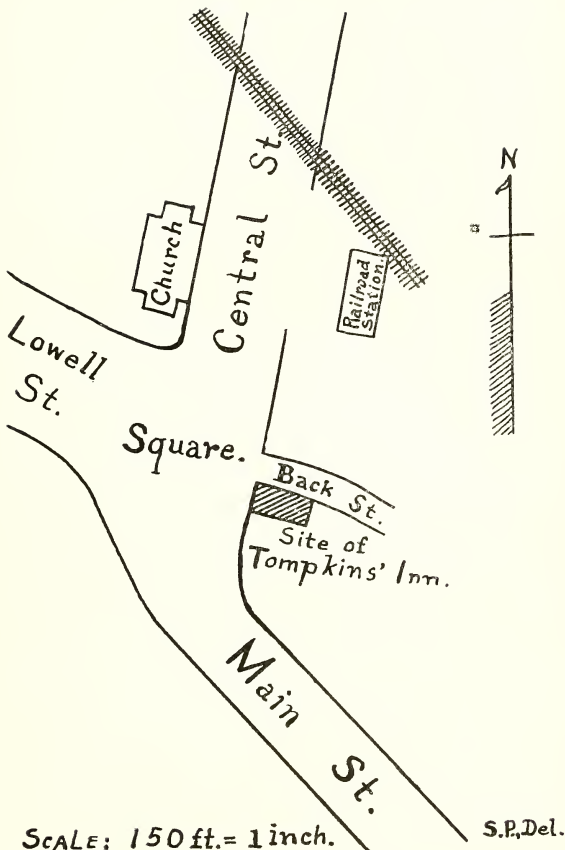 Central St.
N
Church
Railroad
Station.
Lowell
St.
Square.
Back St.
Site of
Tompkins' Inn.
Main St.
SCALE: 150 ft. = 1 inch.
S.P., Del.